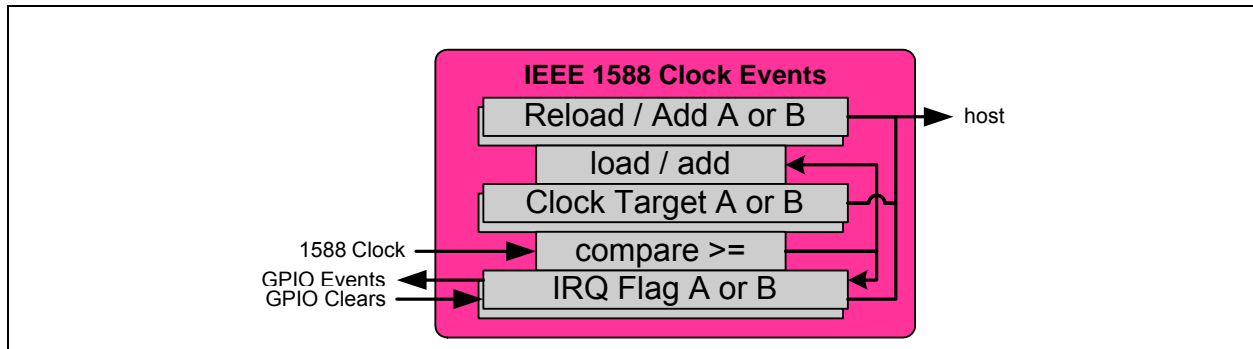 IEEE 1588 Clock Events
Reload / Add A or B
host
load / add
Clock Target A or B
1588 Clock
compare >=
GPIO Events
IRQ Flag A or B
GPIO Clears